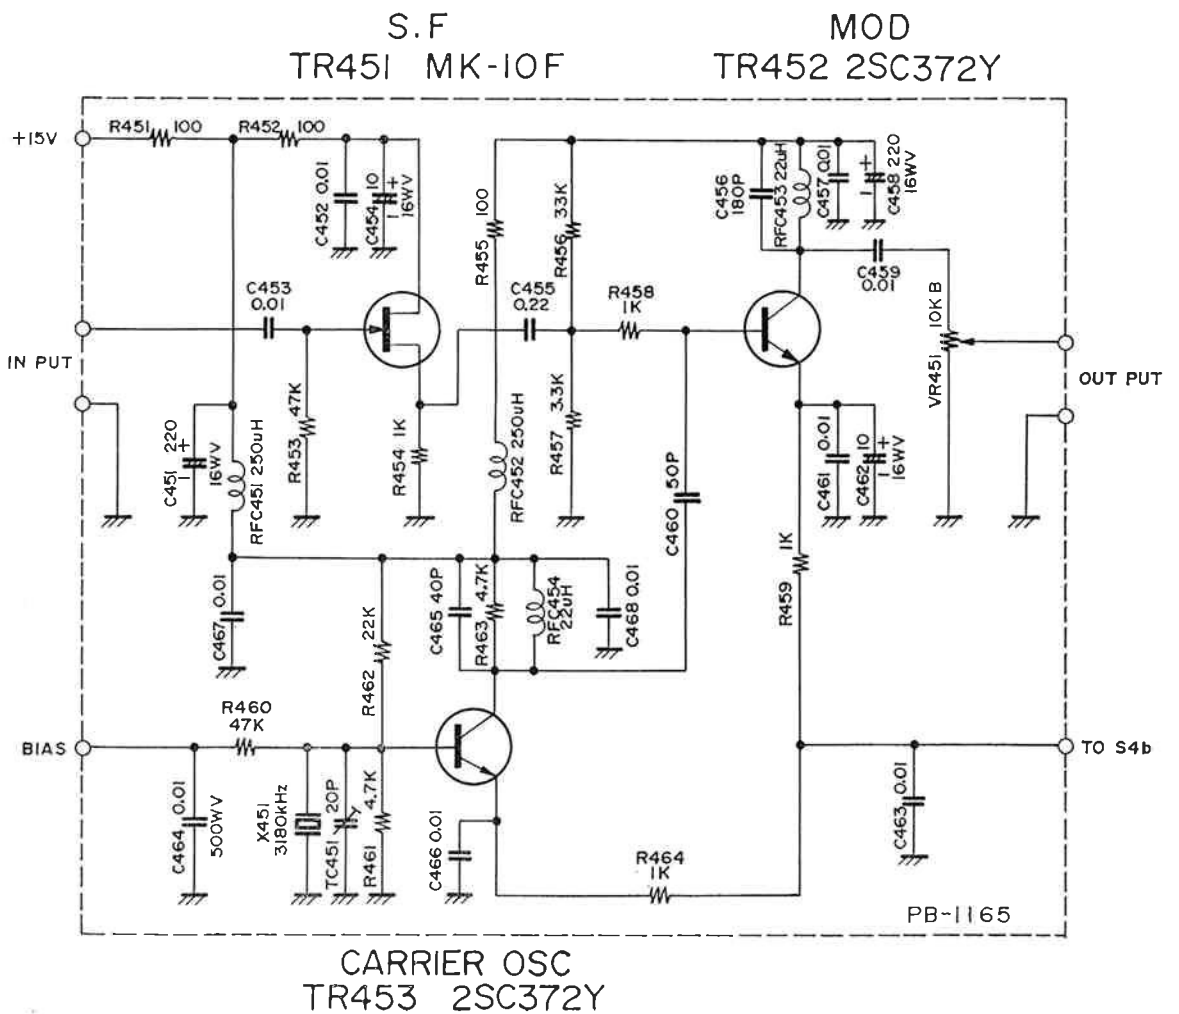 S.F
TR451 MK-10F
MOD
TR452 2SC372Y
+15V
R451 100
R452 100
C452 0.01
C454 10
16WV
+
−
R455 100
R456 33K
C456
180P
RFC453 22uH
C457 0.01
C458 220
16WV
+
−
C453
0.01
C455
0.22
R458
1K
C459
0.01
VR451 10KB
IN PUT
OUT PUT
C451 220
16WV
+
−
RFC451 250uH
R453 47K
R454 1K
RFC452 250uH
R457 3.3K
C460 50P
C461 0.01
C462 10
16WV
+
−
R459 1K
C467 0.01
R462 22K
C465 40P
R463 4.7K
RFC454
22uH
C468 0.01
BIAS
R460
47K
TO S4b
C464 0.01
500WV
X451
3180kHz
TC451 20P
R461 4.7K
C466 0.01
R464
1K
C463 0.01
PB-1165
CARRIER OSC
TR453 2SC372Y